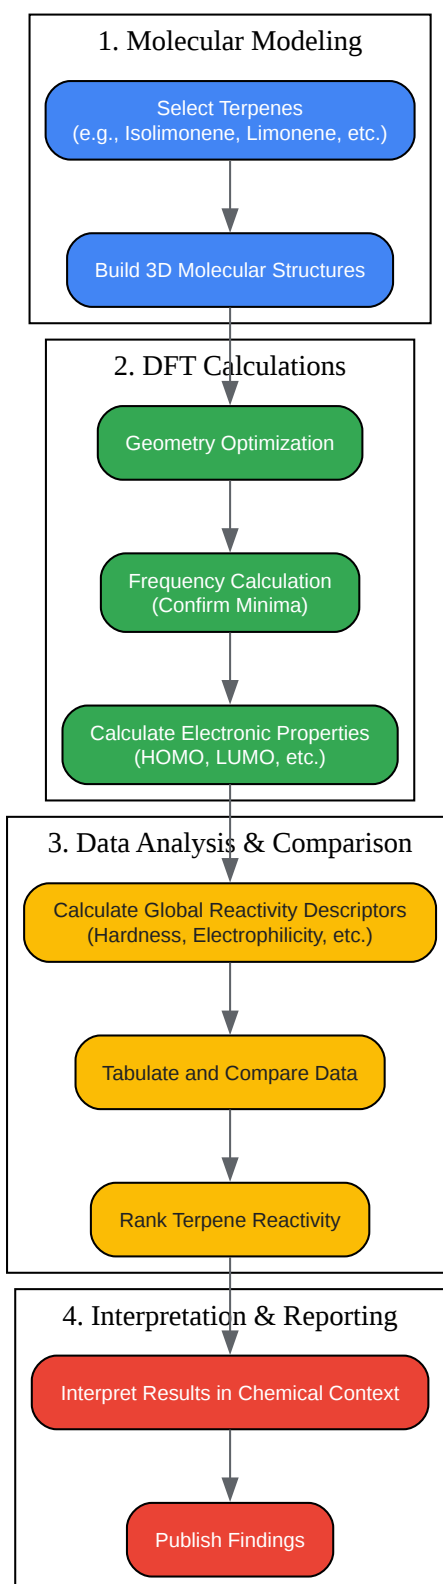 1. Molecular Modeling
Select Terpenes
(e.g., Isolimonene, Limonene, etc.)
Build 3D Molecular Structures
2. DFT Calculations
Geometry Optimization
Frequency Calculation
(Confirm Minima)
Calculate Electronic Properties
(HOMO, LUMO, etc.)
3. Data Analysis & Comparison
Calculate Global Reactivity Descriptors
(Hardness, Electrophilicity, etc.)
Tabulate and Compare Data
Rank Terpene Reactivity
4. Interpretation & Reporting
Interpret Results in Chemical Context
Publish Findings